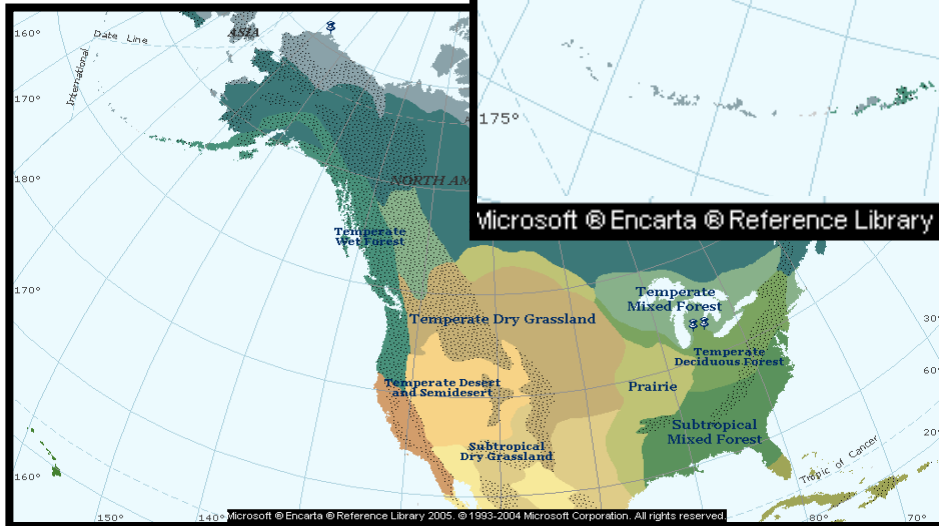 160°
Date Line
International
ASIA
170°
180°
170°
160°
150°
140°
NORTH AM
175°
Microsoft ® Encarta ® Reference Library
Temperate
Wet Forest
Temperate
Mixed Forest
Temperate Dry Grassland
Temperate
Deciduous Forest
Temperate Desert
and Semidesert
Prairie
Subtropical
Mixed Forest
Subtropical
Dry Grassland
Tropic of Cancer
30°
60°
20°
70°
Microsoft ® Encarta ® Reference Library 2005. © 1993-2004 Microsoft Corporation. All rights reserved.